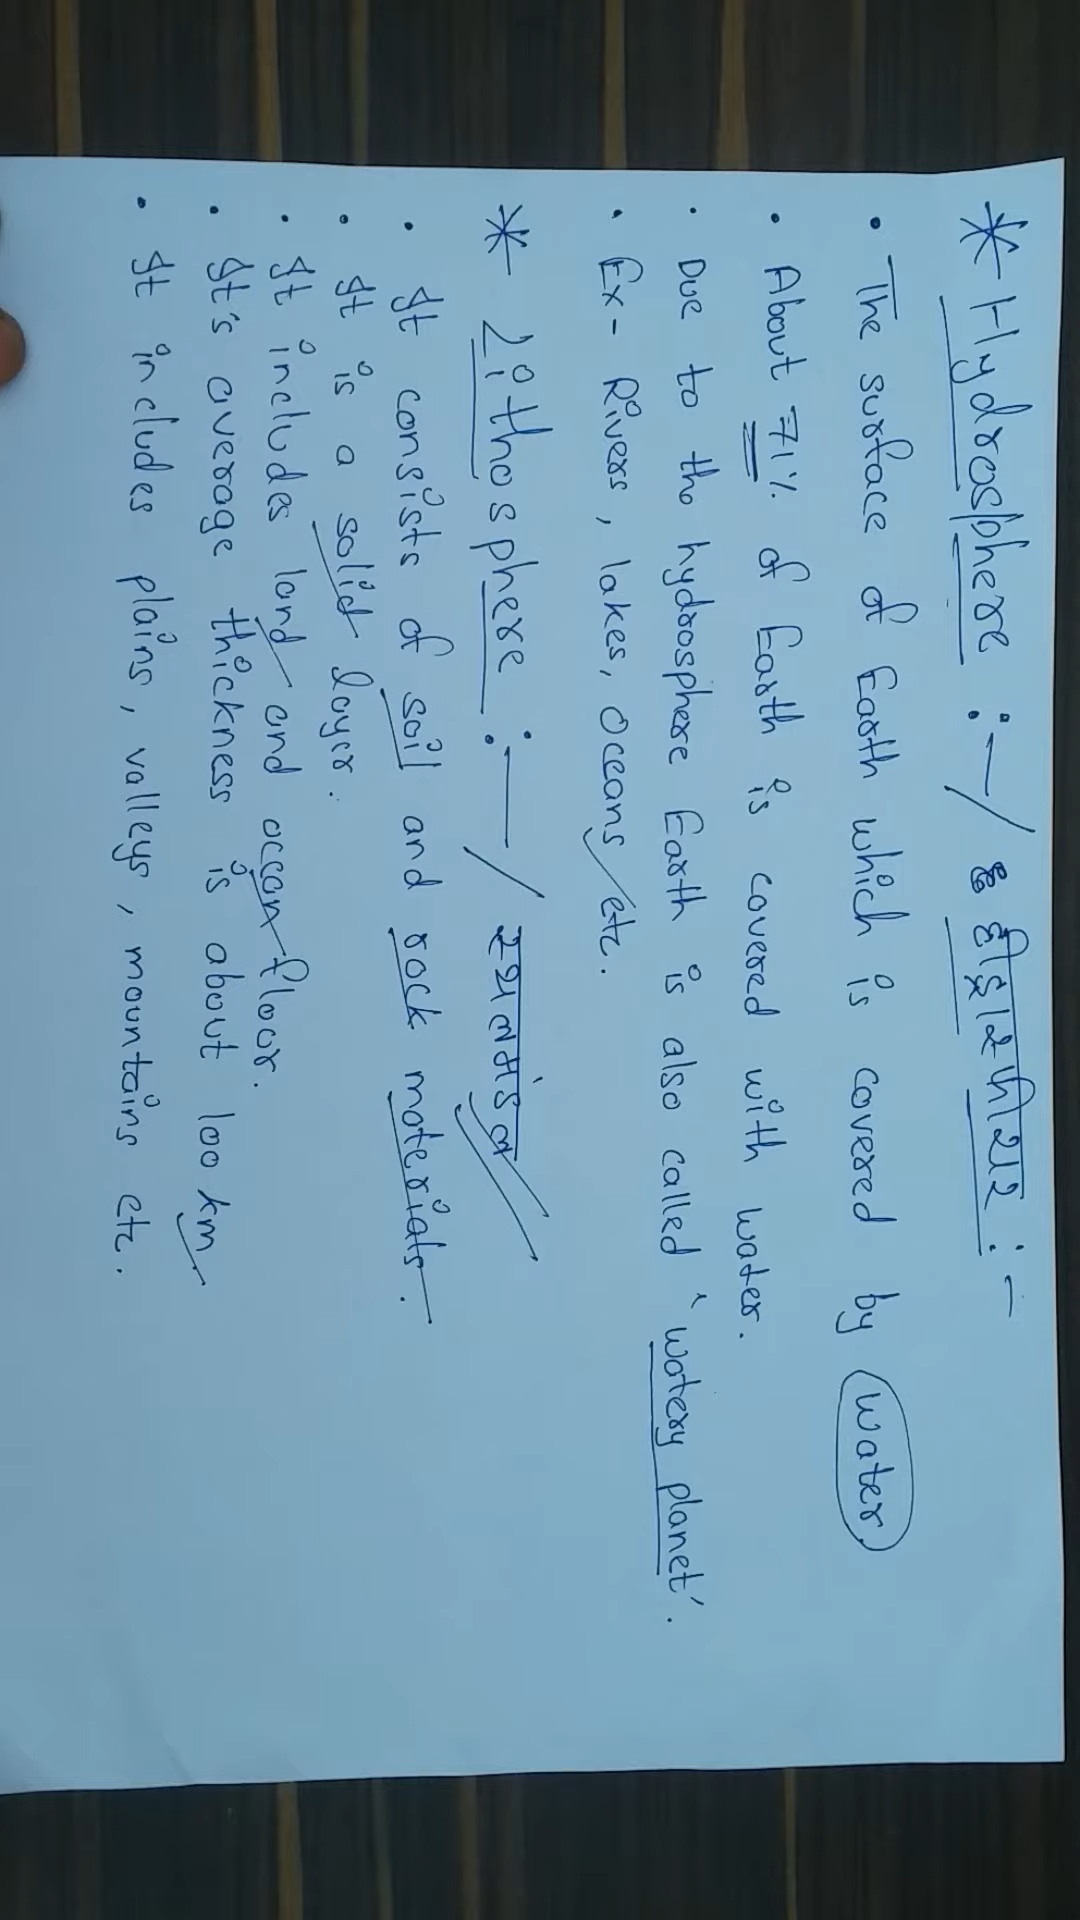 * Hydrosphere :- / हाइड्रोस्फीयर :-
• The surface of Earth which is covered by water
• About 71% of Earth is covered with water.
• Due to the hydrosphere Earth is also called 'watery planet'.
• Ex- Rivers, lakes, oceans etc.
* Lithosphere :- / स्थलमंडल
• It consists of soil and rock materials.
• It is a solid layer.
• It includes land and ocean floor.
• It's average thickness is about 100 km.
• It includes plains, valleys, mountains etc.